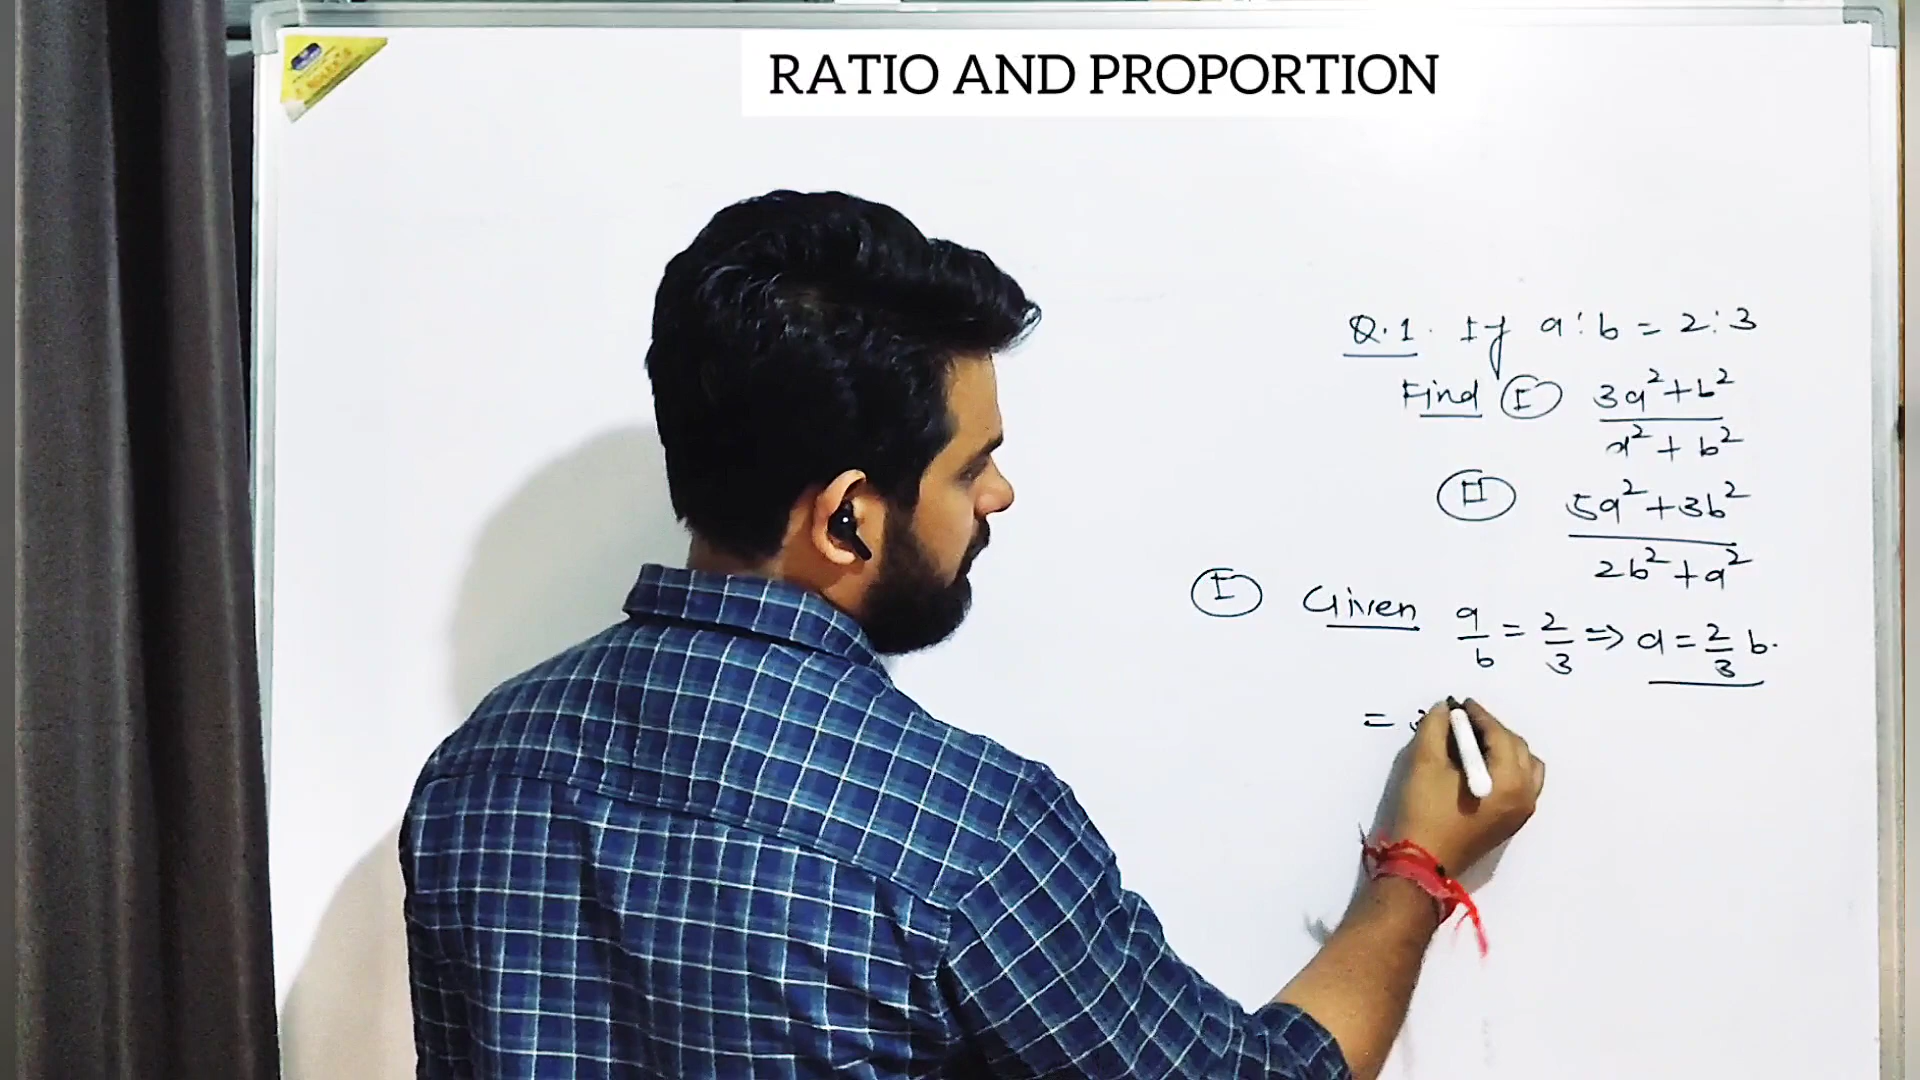 RATIO AND PROPORTION
Q.1. If a:b = 2:3
Find (I) 3a²+b² / a²+b²
(II) 5a²+3b² / 2b²+a²
(I) Given a/b = 2/3 => a = 2/3 b.
=